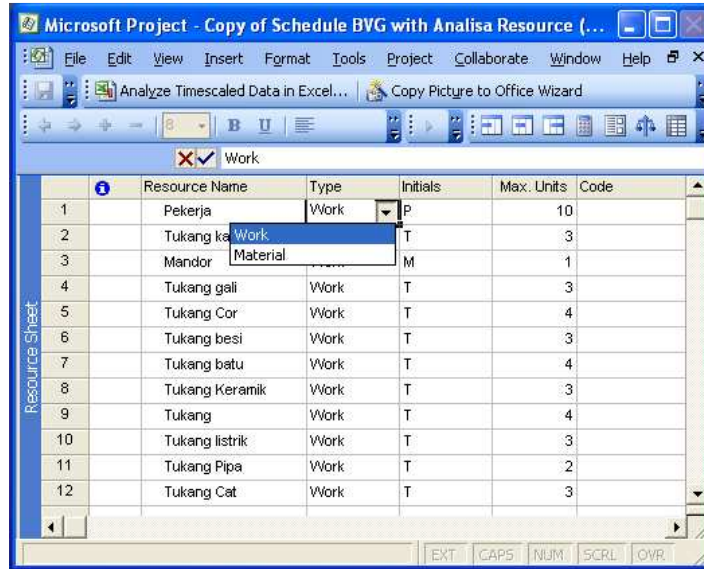 Microsoft Project - Copy of Schedule BVG with Analisa Resource (...
File Edit View Insert Format Tools Project Collaborate Window Help
Analyze Timescaled Data in Excel... Copy Picture to Office Wizard
8 B U
Work
Resource Name Type Initials Max. Units Code
1 Pekerja Work P 10
2 Tukang ka T 3
Work
Material
3 Mandor M 1
4 Tukang gali Work T 3
5 Tukang Cor Work T 4
6 Tukang besi Work T 3
7 Tukang batu Work T 4
8 Tukang Keramik Work T 3
9 Tukang Work T 4
10 Tukang listrik Work T 3
11 Tukang Pipa Work T 2
12 Tukang Cat Work T 3
Resource Sheet
EXT CAPS NUM SCRL OVR